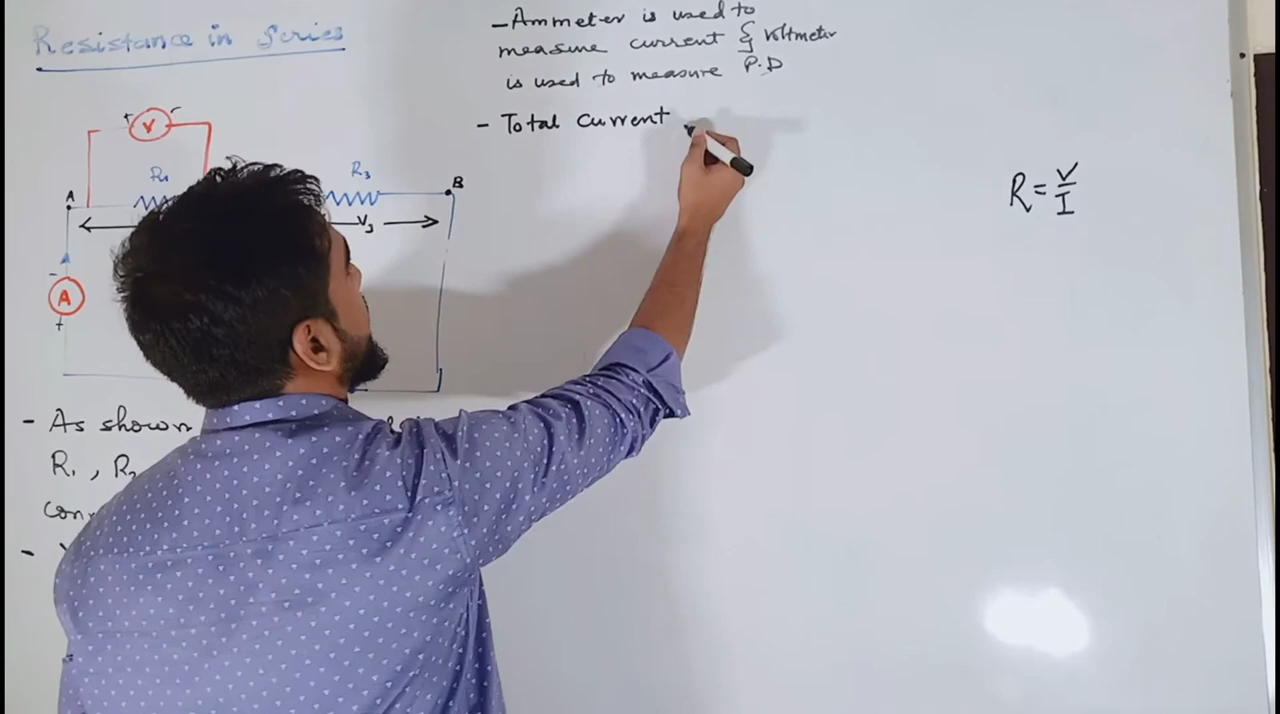 Resistance in Series
+ V -
R₁
R₃
A
B
V₃
-
A
+
- As shown
R₁, R₂
con
- Ammeter is used to
measure current & voltmeter
is used to measure P.D
- Total current
R = V/I